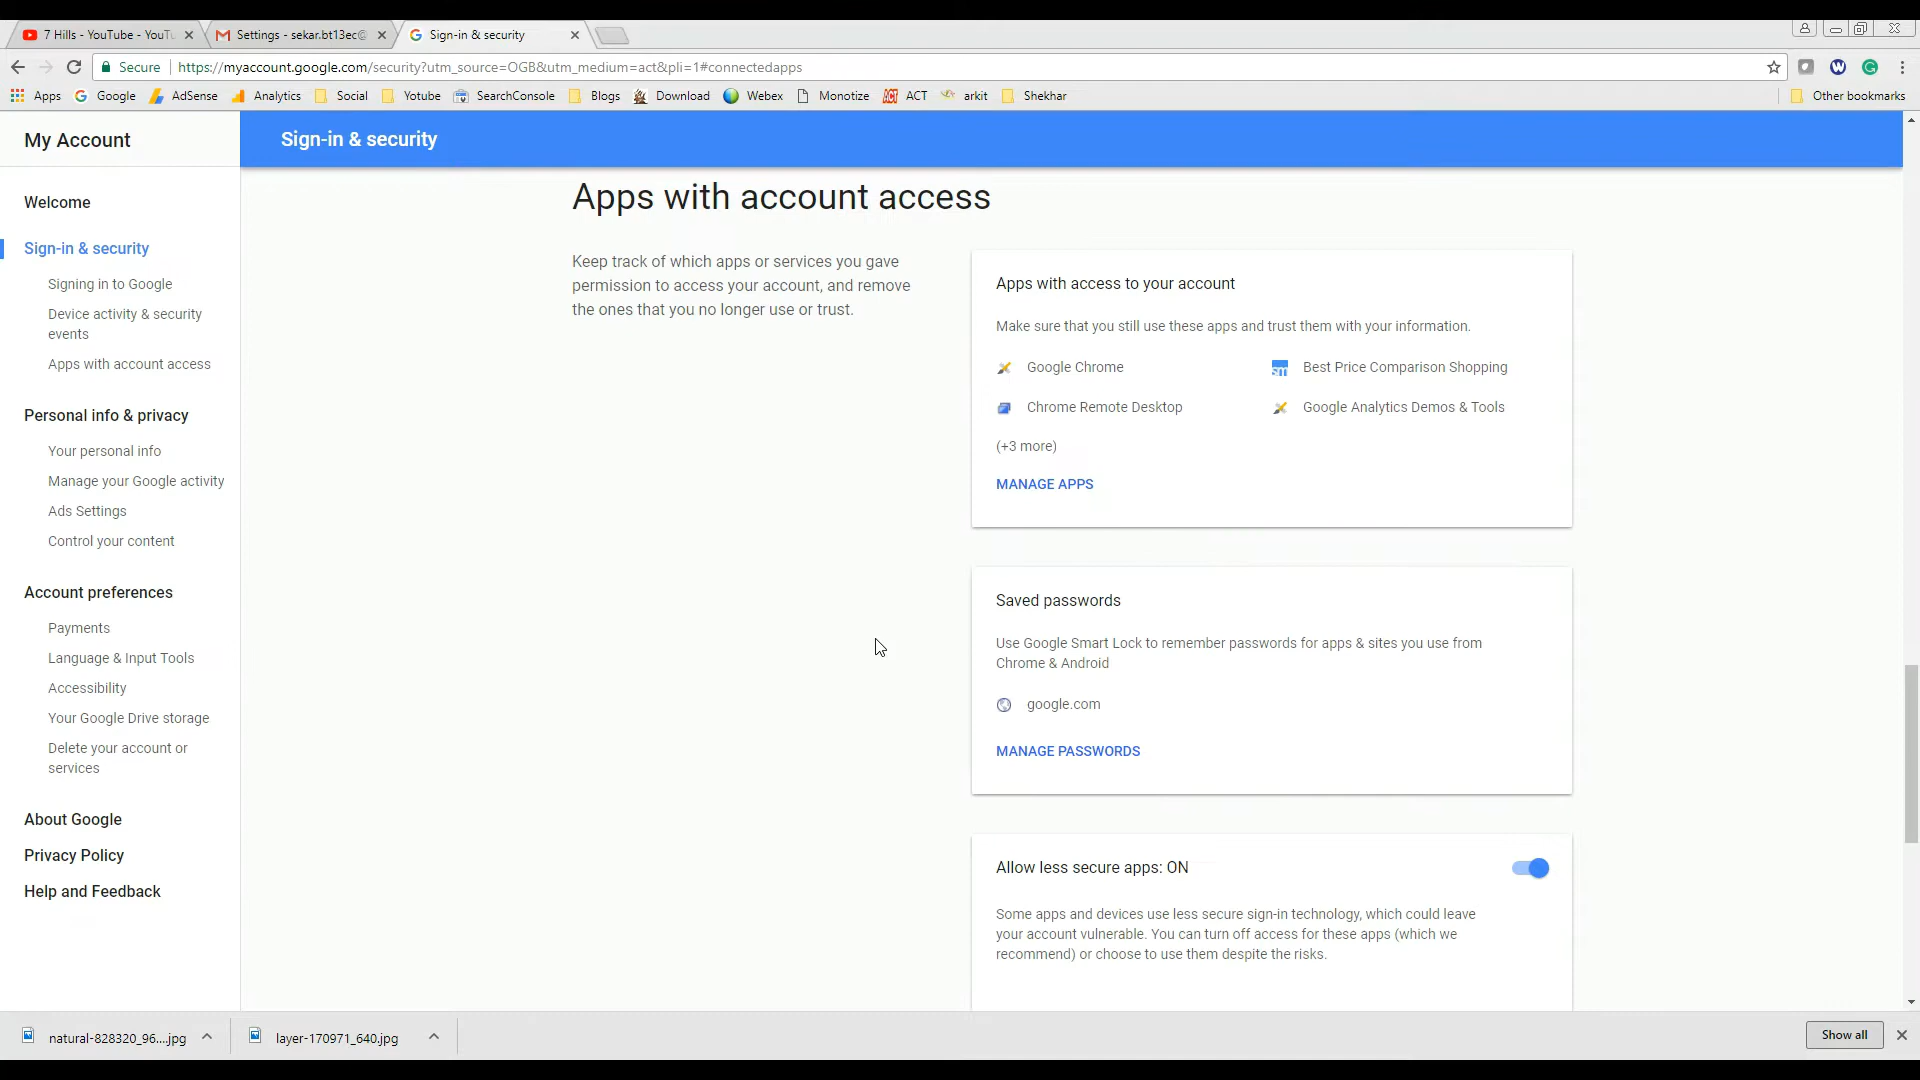 7 Hills - YouTube - YouTu
Settings - sekar.bt13ec@
Sign-in & security
Secure
https://myaccount.google.com/security?utm_source=OGB&utm_medium=act&pli=1#connectedapps
Apps
Google
AdSense
Analytics
Social
Yotube
SearchConsole
Blogs
Download
Webex
Monotize
ACT
arkit
Shekhar
Other bookmarks
My Account
Sign-in & security
Welcome
Sign-in & security
Signing in to Google
Device activity & security
events
Apps with account access
Personal info & privacy
Your personal info
Manage your Google activity
Ads Settings
Control your content
Account preferences
Payments
Language & Input Tools
Accessibility
Your Google Drive storage
Delete your account or
services
About Google
Privacy Policy
Help and Feedback
Apps with account access
Keep track of which apps or services you gave
permission to access your account, and remove
the ones that you no longer use or trust.
Apps with access to your account
Make sure that you still use these apps and trust them with your information.
Google Chrome
Best Price Comparison Shopping
Chrome Remote Desktop
Google Analytics Demos & Tools
(+3 more)
MANAGE APPS
Saved passwords
Use Google Smart Lock to remember passwords for apps & sites you use from
Chrome & Android
google.com
MANAGE PASSWORDS
Allow less secure apps: ON
Some apps and devices use less secure sign-in technology, which could leave
your account vulnerable. You can turn off access for these apps (which we
recommend) or choose to use them despite the risks.
natural-828320_96....jpg
layer-170971_640.jpg
Show all